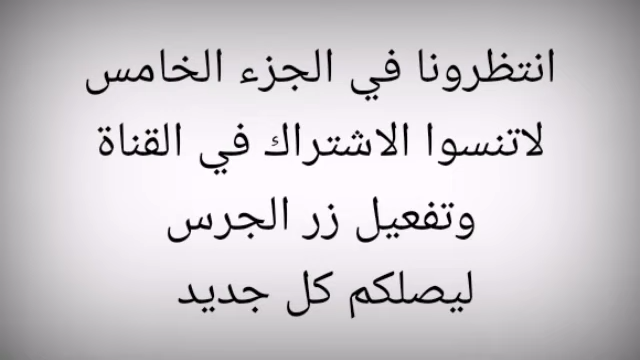 انتظرونا في الجزء الخامس
لاتنسوا الاشتراك في القناة
وتفعيل زر الجرس
ليصلكم كل جديد